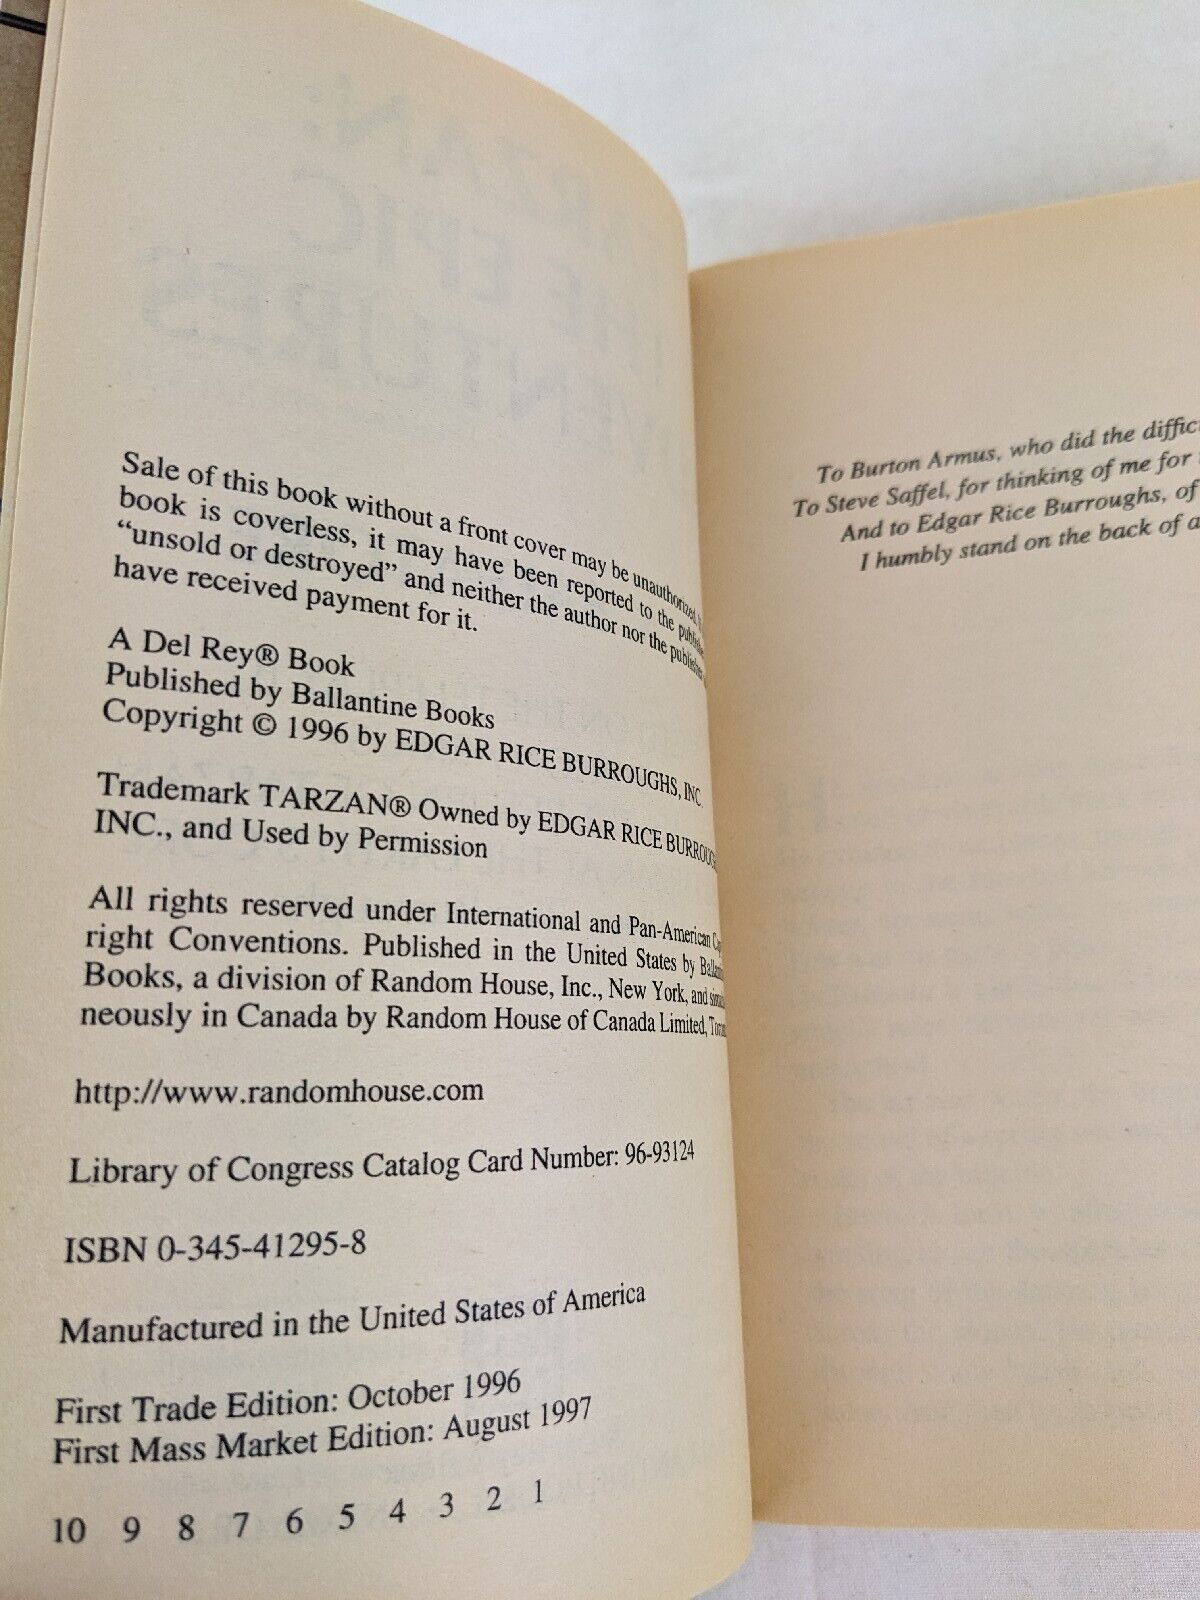 Sale of this book without a front cover may be unauthorized.
book is coverless, it may have been reported to the
"unsold or destroyed" and neither the author nor the publisher
have received payment for it.
A Del Rey® Book
Published by Ballantine Books
Copyright © 1996 by EDGAR RICE BURROUGHS, INC.
Trademark TARZAN® Owned by EDGAR RICE
INC., and Used by Permission
All rights reserved under International and Pan-American
right Conventions. Published in the United States by
Books, a division of Random House, Inc., New York, and
neously in Canada by Random House of Canada Limited,
http://www.randomhouse.com
Library of Congress Catalog Card Number: 96-93124
ISBN 0-345-41295-8
Manufactured in the United States of America
First Trade Edition: October 1996
First Mass Market Edition: August 1997
10 9 8 7 6 5 4 3 2 1
To Burton Armus, who did the
To Steve Saffel, for thinking of me for
And to Edgar Rice Burroughs, of
I humbly stand on the back of a